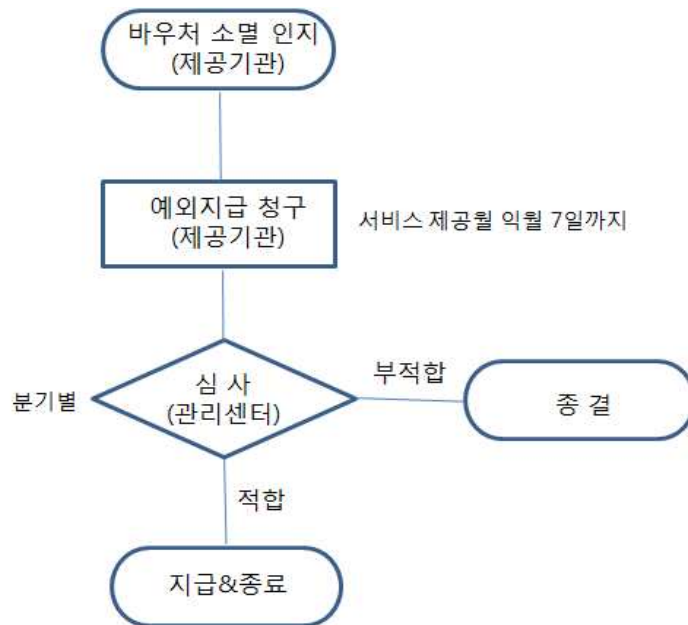 바우처 소멸 인지
(제공기관)
예외지급 청구
(제공기관)
서비스 제공월 익월 7일까지
분기별
심 사
(관리센터)
부적합
종 결
적합
지급&종료